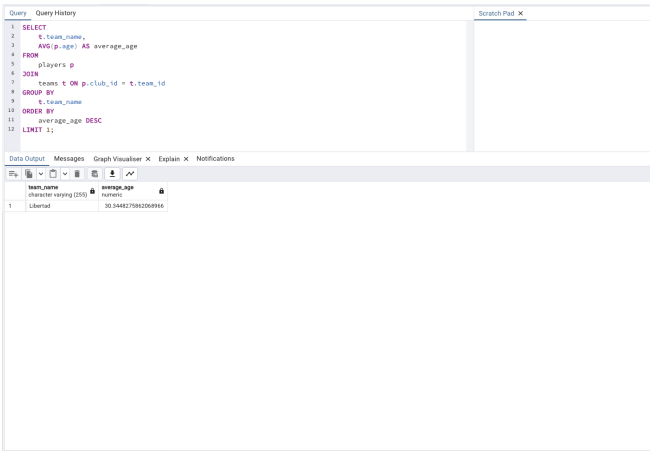 Query Query History
Scratch Pad ×
1 SELECT
2 t.team_name,
3 AVG(p.age) AS average_age
4 FROM
5 players p
6 JOIN
7 teams t ON p.club_id = t.team_id
8 GROUP BY
9 t.team_name
10 ORDER BY
11 average_age DESC
12 LIMIT 1;
Data Output Messages Graph Visualiser × Explain × Notifications
team_name average_age
character varying (255) numeric
1 Libertad 30.3448275862068966